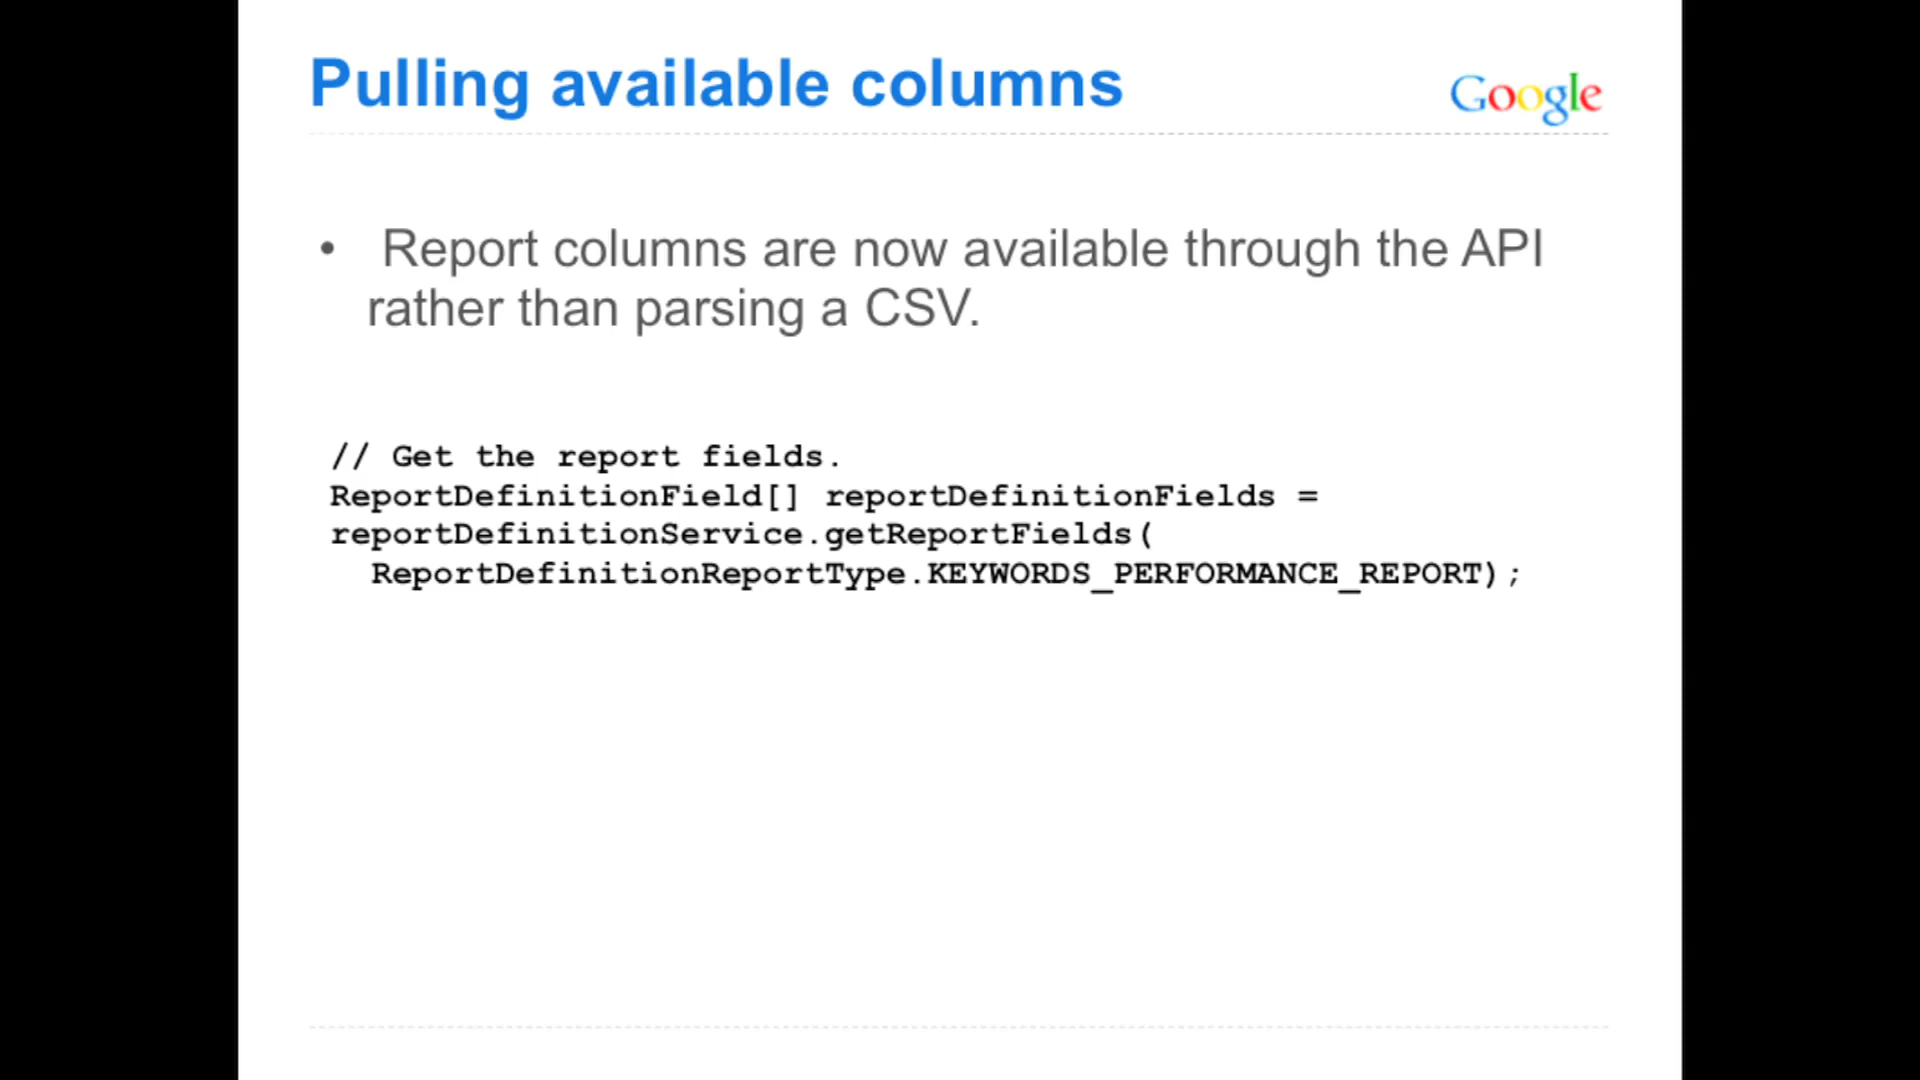 Pulling available columns
Google
• Report columns are now available through the API
rather than parsing a CSV.
// Get the report fields.
ReportDefinitionField[] reportDefinitionFields =
reportDefinitionService.getReportFields(
ReportDefinitionReportType.KEYWORDS_PERFORMANCE_REPORT);